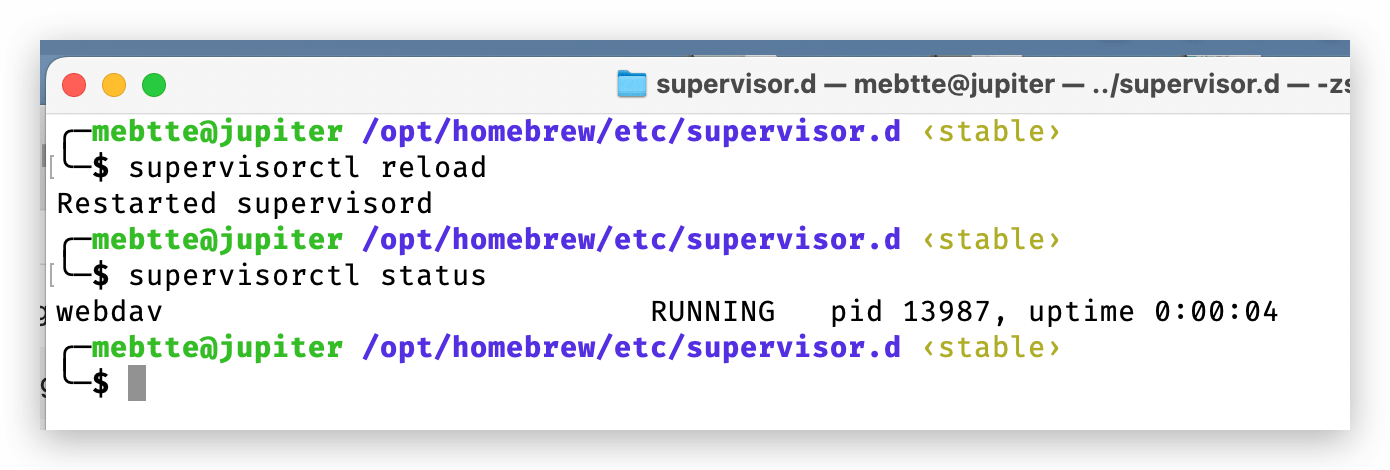 supervisor.d — mebtte@jupiter — ../supervisor.d — -zs
╭─mebtte@jupiter /opt/homebrew/etc/supervisor.d ‹stable›
╰─$ supervisorctl reload
Restarted supervisord
╭─mebtte@jupiter /opt/homebrew/etc/supervisor.d ‹stable›
╰─$ supervisorctl status
webdav                           RUNNING   pid 13987, uptime 0:00:04
╭─mebtte@jupiter /opt/homebrew/etc/supervisor.d ‹stable›
╰─$